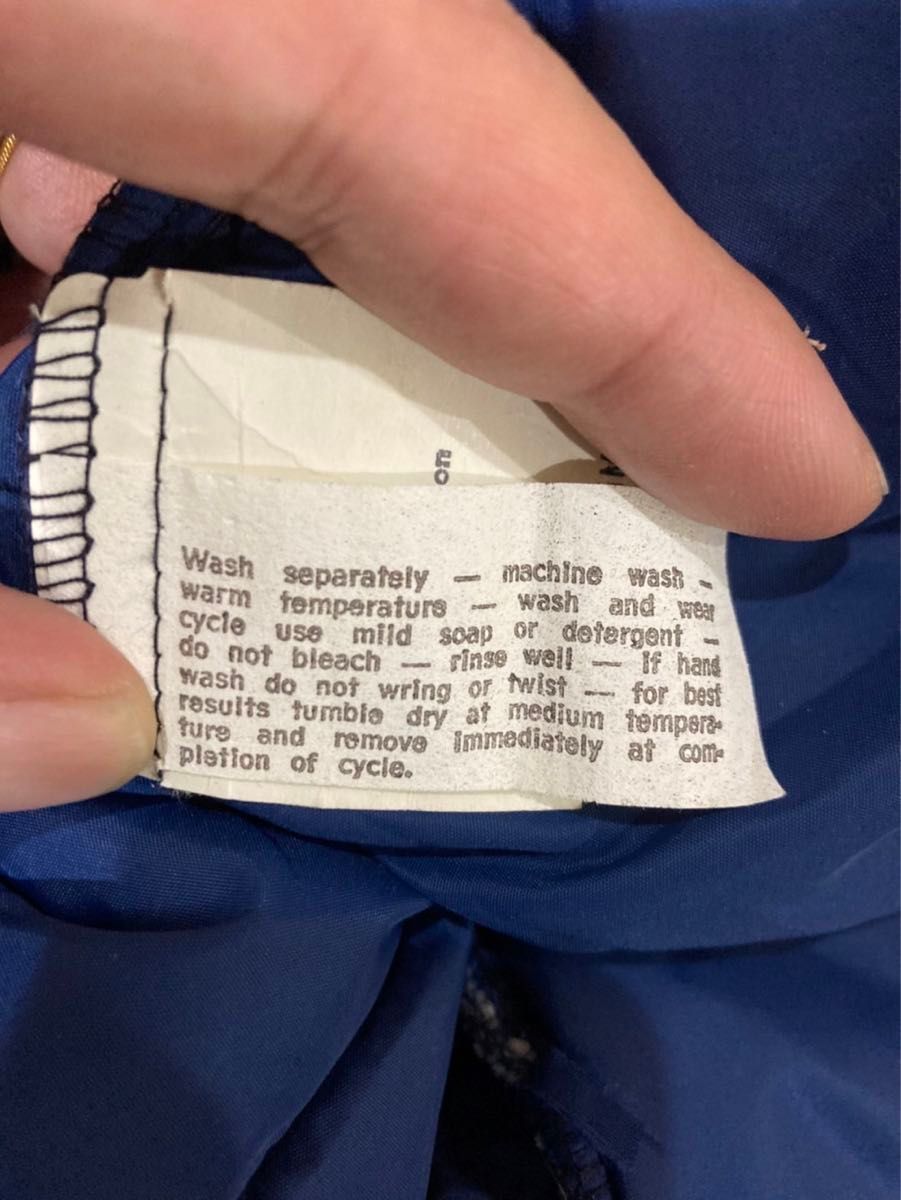 Wash separately — machine wash -
warm temperature — wash and wear
cycle use mild soap or detergent -
do not bleach — rinse well — if hand
wash do not wring or twist — for best
results tumble dry at medium tempera-
ture and remove immediately at com-
pletion of cycle.